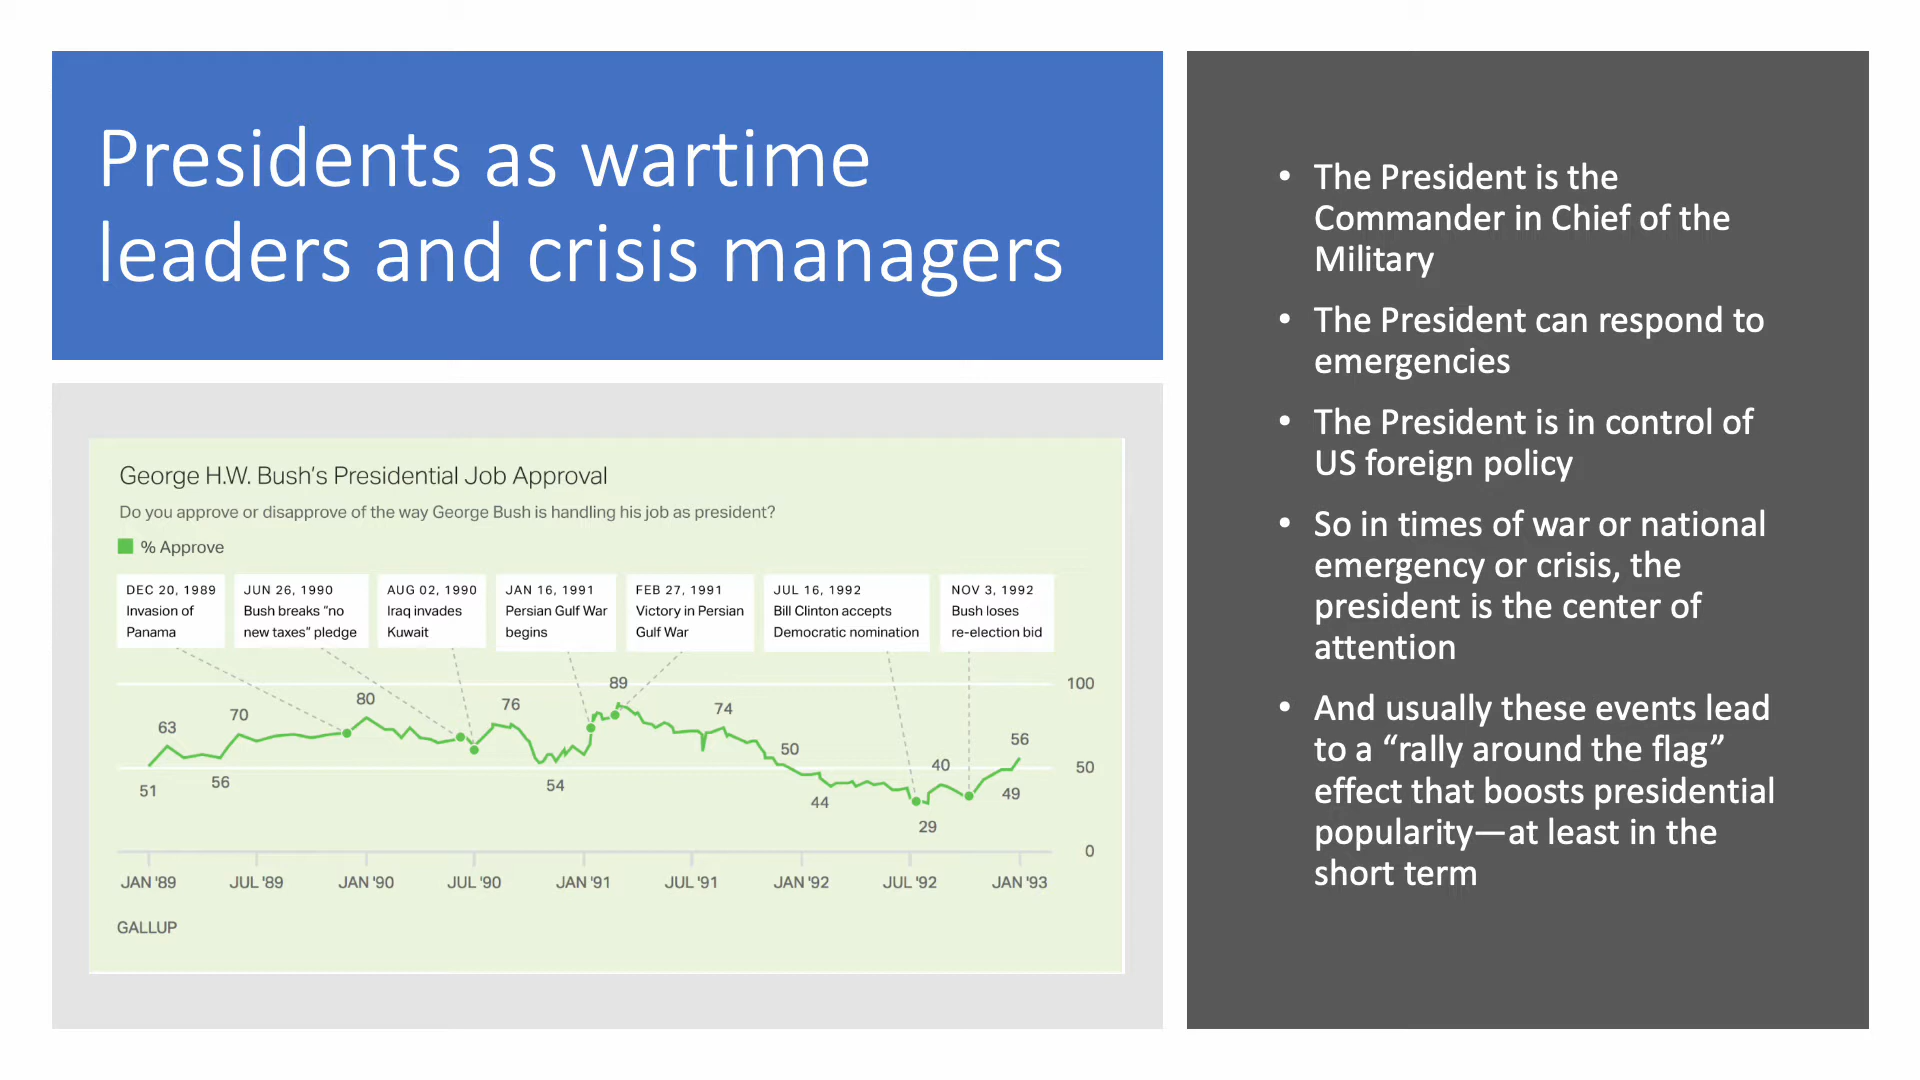 Presidents as wartime
leaders and crisis managers
George H.W. Bush's Presidential Job Approval
Do you approve or disapprove of the way George Bush is handling his job as president?
% Approve
DEC 20, 1989
Invasion of
Panama
JUN 26, 1990
Bush breaks "no
new taxes" pledge
AUG 02, 1990
Iraq invades
Kuwait
JAN 16, 1991
Persian Gulf War
begins
FEB 27, 1991
Victory in Persian
Gulf War
JUL 16, 1992
Bill Clinton accepts
Democratic nomination
NOV 3, 1992
Bush loses
re-election bid
51
63
56
70
80
76
54
89
74
50
44
29
40
49
56
100
50
0
JAN '89
JUL '89
JAN '90
JUL '90
JAN '91
JUL '91
JAN '92
JUL '92
JAN '93
GALLUP
• The President is the
Commander in Chief of the
Military
• The President can respond to
emergencies
• The President is in control of
US foreign policy
• So in times of war or national
emergency or crisis, the
president is the center of
attention
• And usually these events lead
to a “rally around the flag”
effect that boosts presidential
popularity—at least in the
short term